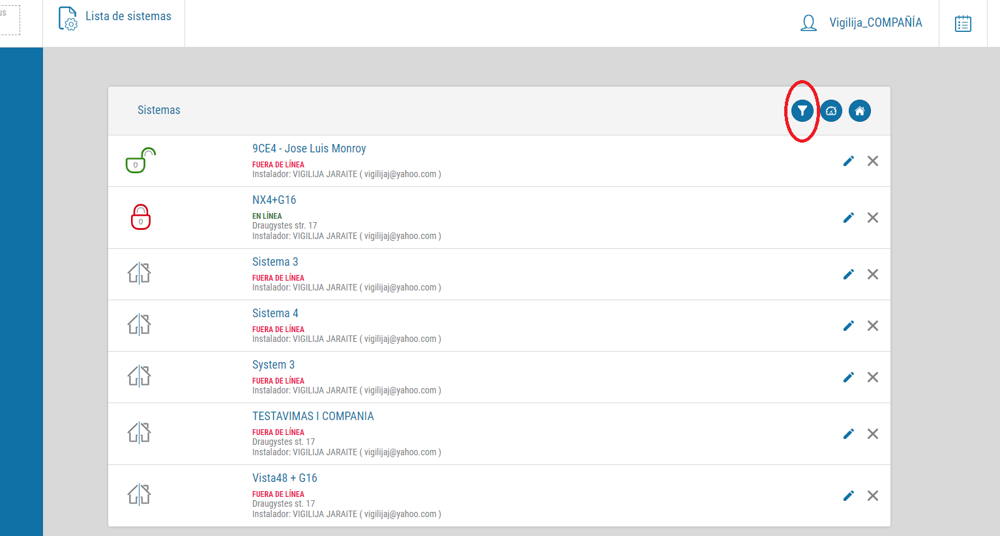 us
Lista de sistemas
Vigilija_COMPAÑÍA
Sistemas
9CE4 - Jose Luis Monroy
FUERA DE LÍNEA
Instalador: VIGILIJA JARAITE ( vigilijaj@yahoo.com )
NX4+G16
EN LÍNEA
Draugystes str. 17
Instalador: VIGILIJA JARAITE ( vigilijaj@yahoo.com )
Sistema 3
FUERA DE LÍNEA
Instalador: VIGILIJA JARAITE ( vigilijaj@yahoo.com )
Sistema 4
FUERA DE LÍNEA
Instalador: VIGILIJA JARAITE ( vigilijaj@yahoo.com )
System 3
FUERA DE LÍNEA
Instalador: VIGILIJA JARAITE ( vigilijaj@yahoo.com )
TESTAVIMAS I COMPANIA
FUERA DE LÍNEA
Draugystes st. 17
Instalador: VIGILIJA JARAITE ( vigilijaj@yahoo.com )
Vista48 + G16
FUERA DE LÍNEA
Draugystes st. 17
Instalador: VIGILIJA JARAITE ( vigilijaj@yahoo.com )